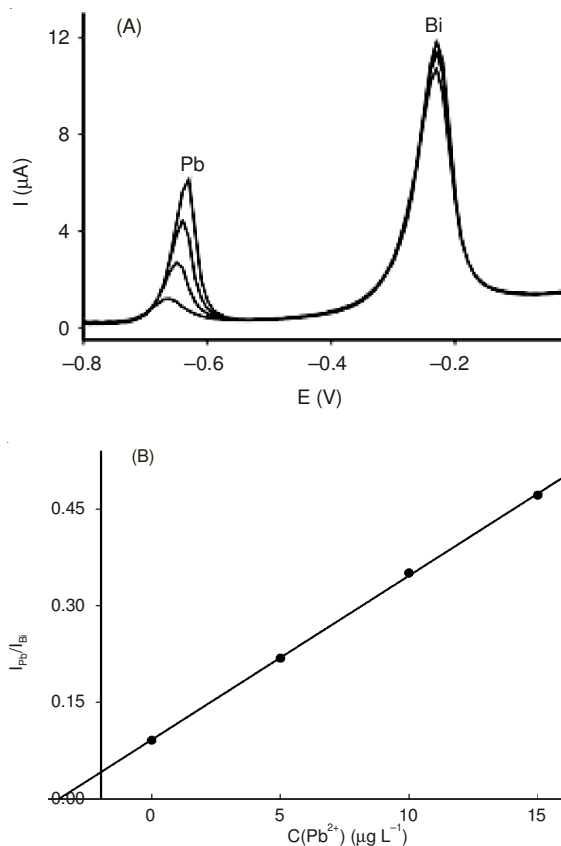 (A)
Bi
Pb
12
8
4
0
I (μA)
–0.8
–0.6
–0.4
–0.2
E (V)
(B)
0.45
0.30
0.15
0.00
I_Pb/I_Bi
0
5
10
15
C(Pb²⁺) (μg L⁻¹)